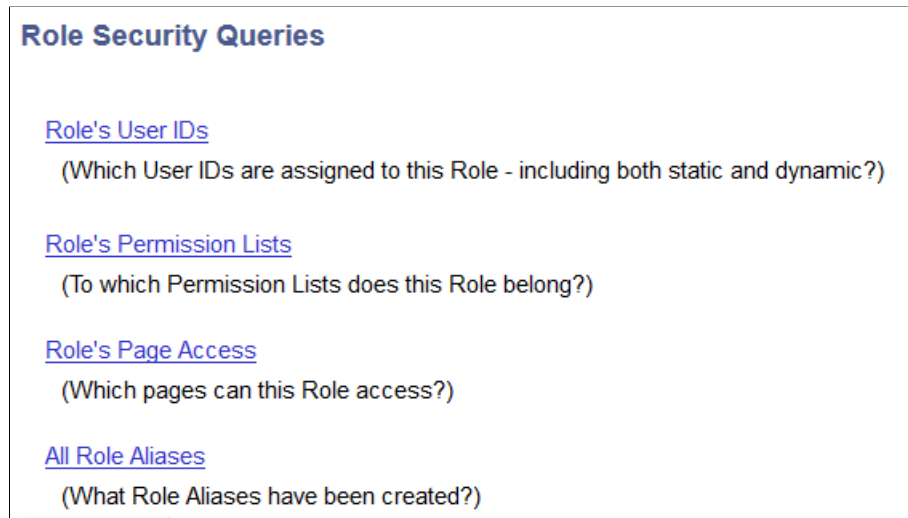 Role Security Queries
Role's User IDs
(Which User IDs are assigned to this Role - including both static and dynamic?)
Role's Permission Lists
(To which Permission Lists does this Role belong?)
Role's Page Access
(Which pages can this Role access?)
All Role Aliases
(What Role Aliases have been created?)